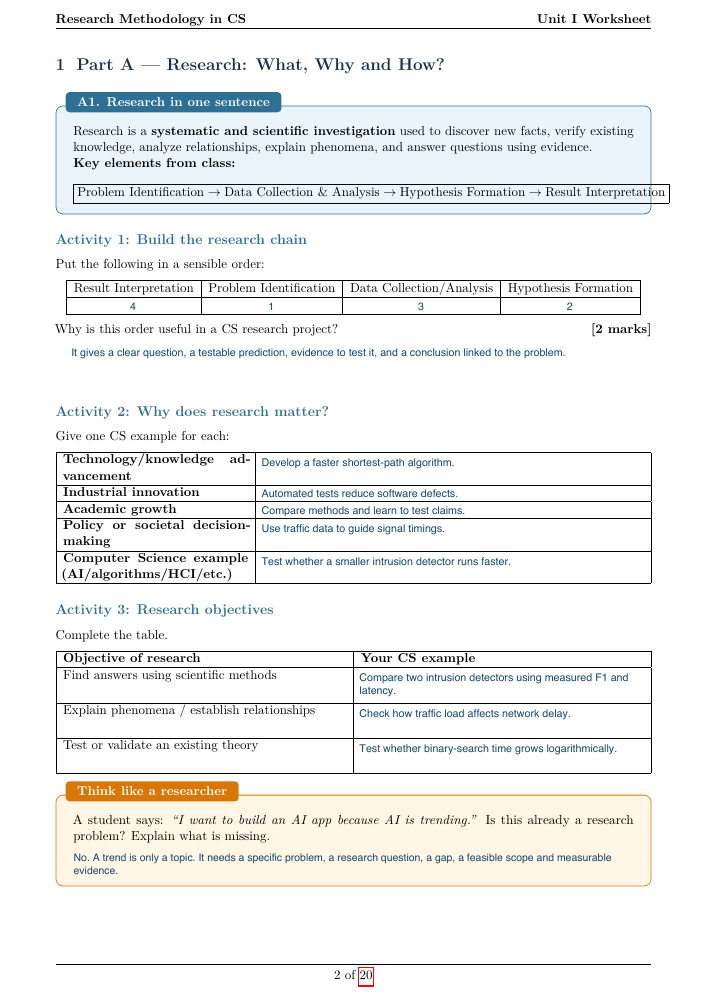 Research Methodology in CS Unit I Worksheet
1 Part A — Research: What, Why and How?
A1. Research in one sentence
Research is a systematic and scientific investigation used to discover new facts, verify existing
knowledge, analyze relationships, explain phenomena, and answer questions using evidence.
Key elements from class:
Problem Identification → Data Collection & Analysis → Hypothesis Formation → Result Interpretation
Activity 1: Build the research chain
Put the following in a sensible order:
Result Interpretation Problem Identification Data Collection/Analysis Hypothesis Formation
4 1 3 2
Why is this order useful in a CS research project? [2 marks]
It gives a clear question, a testable prediction, evidence to test it, and a conclusion linked to the problem.
Activity 2: Why does research matter?
Give one CS example for each:
Technology/knowledge ad- Develop a faster shortest-path algorithm.
vancement
Industrial innovation Automated tests reduce software defects.
Academic growth Compare methods and learn to test claims.
Policy or societal decision- Use traffic data to guide signal timings.
making
Computer Science example Test whether a smaller intrusion detector runs faster.
(AI/algorithms/HCI/etc.)
Activity 3: Research objectives
Complete the table.
Objective of research Your CS example
Find answers using scientific methods Compare two intrusion detectors using measured F1 and
latency.
Explain phenomena / establish relationships Check how traffic load affects network delay.
Test or validate an existing theory Test whether binary-search time grows logarithmically.
Think like a researcher
A student says: “I want to build an AI app because AI is trending.” Is this already a research
problem? Explain what is missing.
No. A trend is only a topic. It needs a specific problem, a research question, a gap, a feasible scope and measurable
evidence.
2 of 20